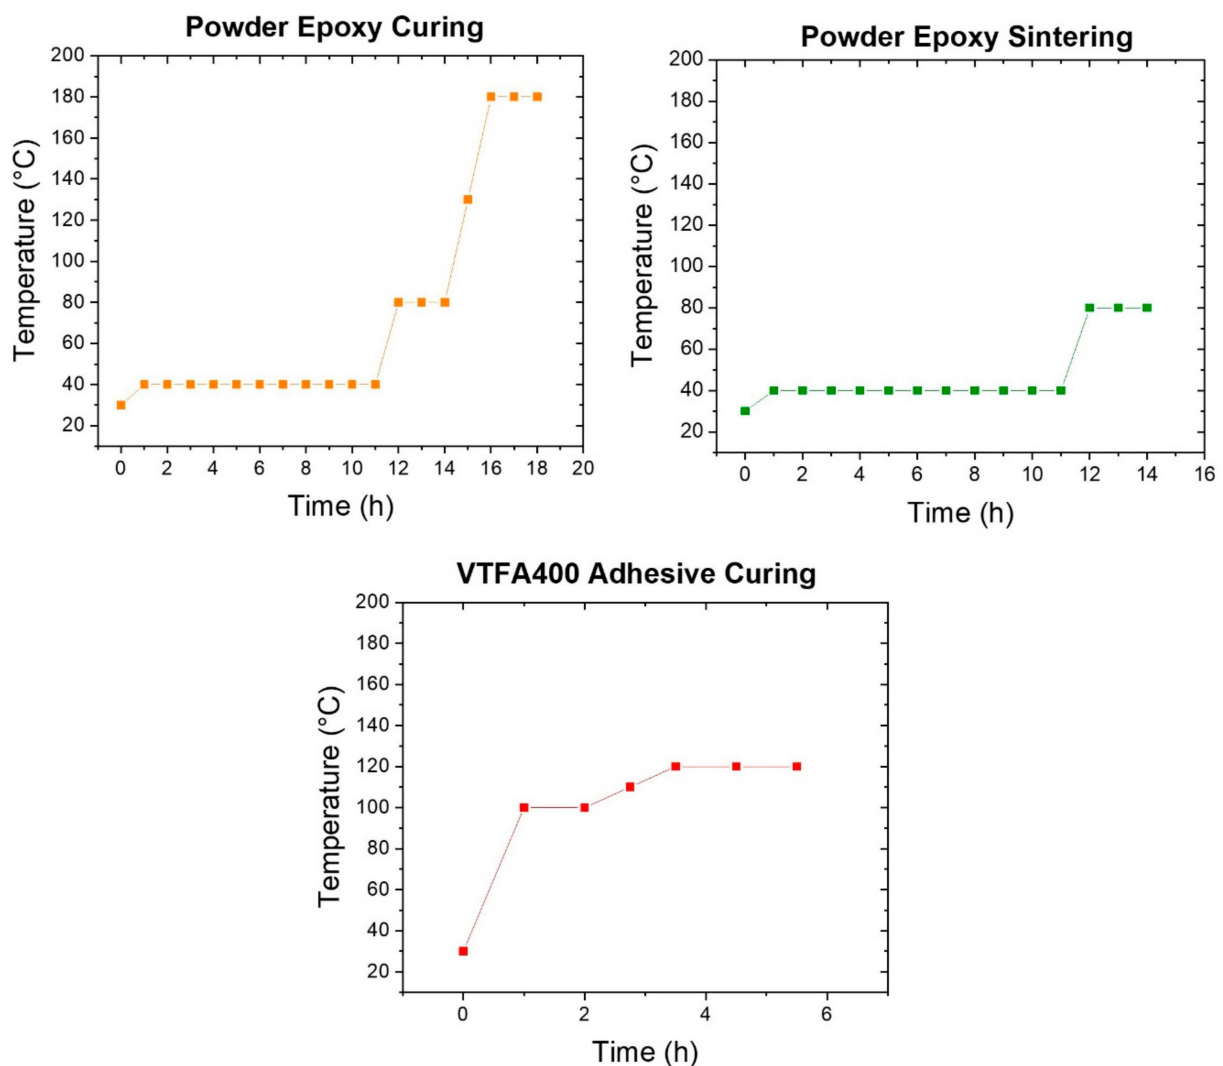 Powder Epoxy Curing
200
180
160
140
120
100
80
60
40
20
Temperature (°C)
0 2 4 6 8 10 12 14 16 18 20
Time (h)
Powder Epoxy Sintering
200
180
160
140
120
100
80
60
40
20
Temperature (°C)
0 2 4 6 8 10 12 14 16
Time (h)
VTFA400 Adhesive Curing
200
180
160
140
120
100
80
60
40
20
Temperature (°C)
0 2 4 6
Time (h)